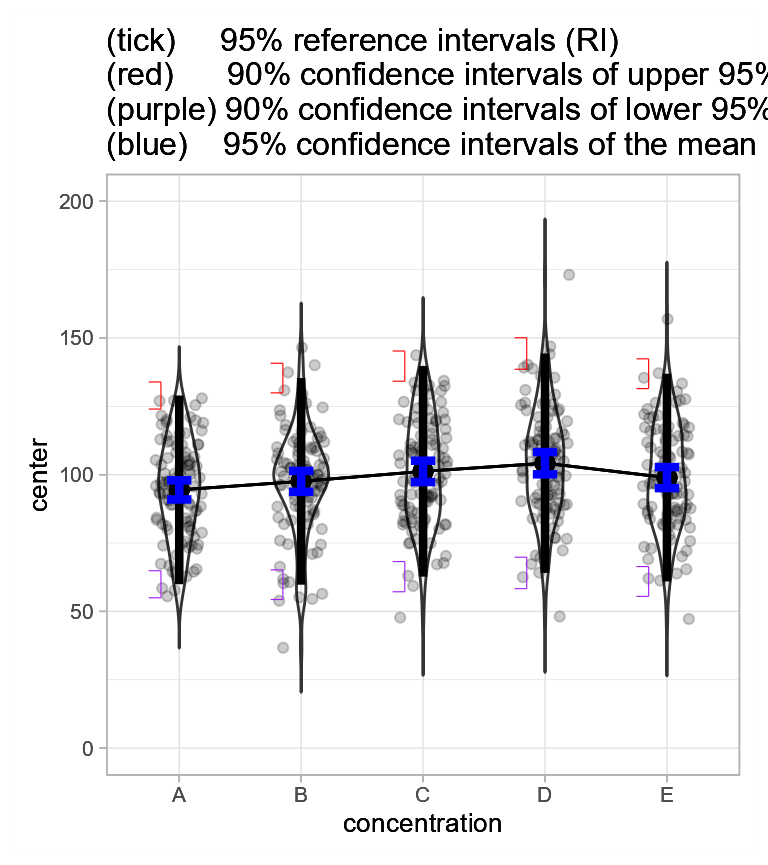 (tick) 95% reference intervals (RI)
(red) 90% confidence intervals of upper 95%
(purple) 90% confidence intervals of lower 95%
(blue) 95% confidence intervals of the mean
200
150
100
50
0
center
A B C D E
concentration